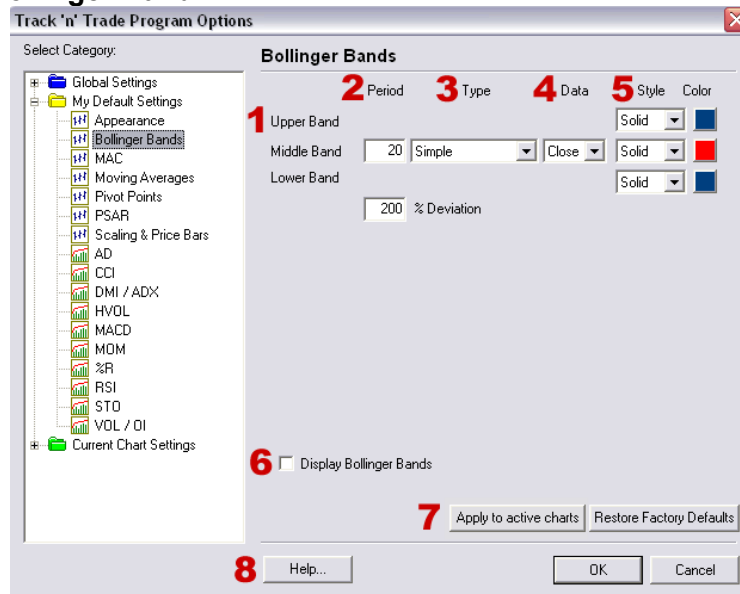 Track 'n' Trade Program Options
Select Category:
Global Settings
My Default Settings
Appearance
Bollinger Bands
MAC
Moving Averages
Pivot Points
PSAR
Scaling & Price Bars
AD
CCI
DMI / ADX
HVOL
MACD
MOM
%R
RSI
STO
VOL / OI
Current Chart Settings
Bollinger Bands
2 Period 3 Type 4 Data 5 Style Color
1 Upper Band Solid
Middle Band 20 Simple Close Solid
Lower Band Solid
200 % Deviation
6 Display Bollinger Bands
7 Apply to active charts Restore Factory Defaults
8 Help... OK Cancel